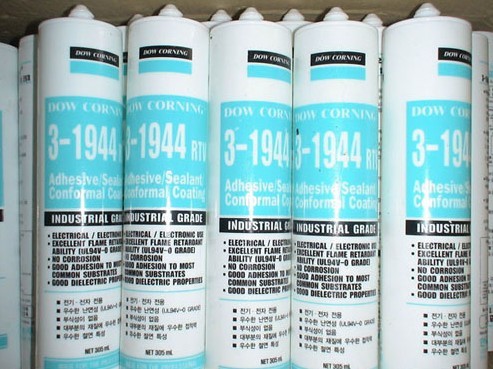 DOW CORNING
DOW CORNING
3-1944 RTV
Adhesive/Sealant
Conformal Coating
INDUSTRIAL GRADE
• ELECTRICAL / ELECTRONIC USE
• EXCELLENT FLAME RETARDANT
ABILITY (UL94V-O GRADE)
• NO CORROSION
• GOOD ADHESION TO MOST
COMMON SUBSTRATES
• GOOD DIELECTRIC PROPERTIES
■ 전기 · 전자 전용
■ 우수한 난연성 (UL94V-O GRADE)
■ 부식성이 없음
■ 대부분의 재질에 우수한 접착력
■ 우수한 절연 특성
NET 305 mL